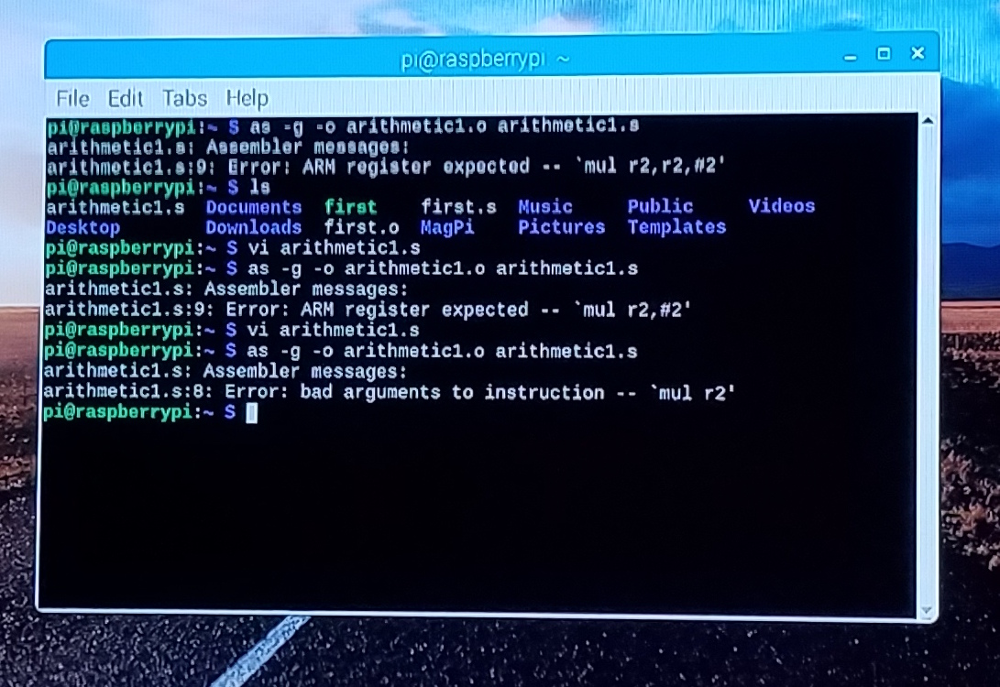 pi@raspberrypi: ~
File Edit Tabs Help
pi@raspberrypi:~ $ as -g -o arithmetic1.o arithmetic1.s
arithmetic1.s: Assembler messages:
arithmetic1.s:9: Error: ARM register expected -- `mul r2,r2,#2'
pi@raspberrypi:~ $ ls
arithmetic1.s Documents first first.s Music Public Videos
Desktop Downloads first.o MagPi Pictures Templates
pi@raspberrypi:~ $ vi arithmetic1.s
pi@raspberrypi:~ $ as -g -o arithmetic1.o arithmetic1.s
arithmetic1.s: Assembler messages:
arithmetic1.s:9: Error: ARM register expected -- `mul r2,#2'
pi@raspberrypi:~ $ vi arithmetic1.s
pi@raspberrypi:~ $ as -g -o arithmetic1.o arithmetic1.s
arithmetic1.s: Assembler messages:
arithmetic1.s:8: Error: bad arguments to instruction -- `mul r2'
pi@raspberrypi:~ $